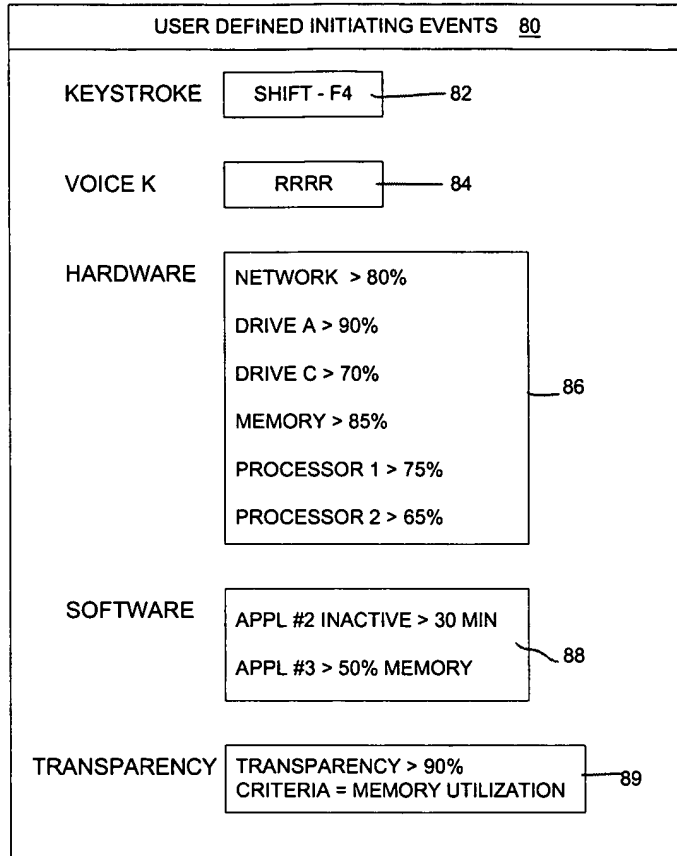 USER DEFINED INITIATING EVENTS 80
KEYSTROKE SHIFT - F4 82
VOICE K RRRR 84
HARDWARE NETWORK > 80%
DRIVE A > 90%
DRIVE C > 70%
86
MEMORY > 85%
PROCESSOR 1 > 75%
PROCESSOR 2 > 65%
SOFTWARE APPL #2 INACTIVE > 30 MIN
88
APPL #3 > 50% MEMORY
TRANSPARENCY TRANSPARENCY > 90%
CRITERIA = MEMORY UTILIZATION 89